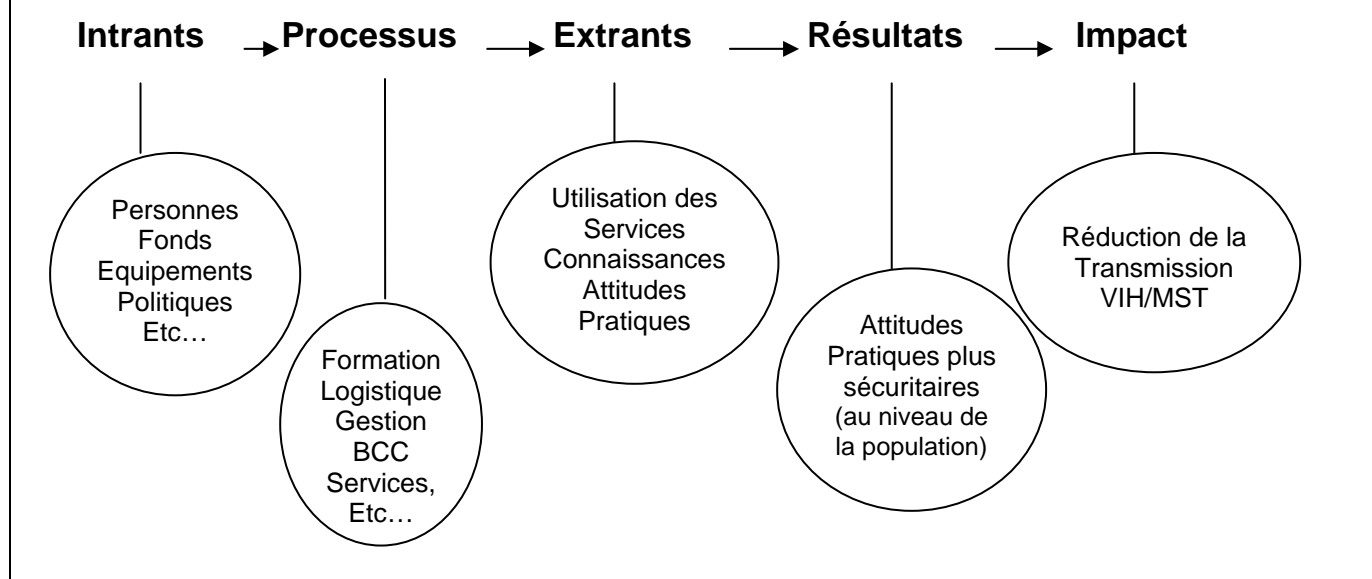 Intrants Processus Extrants Résultats Impact
Personnes
Fonds
Equipements
Politiques
Etc…
Formation
Logistique
Gestion
BCC
Services,
Etc…
Utilisation des
Services
Connaissances
Attitudes
Pratiques
Attitudes
Pratiques plus
sécuritaires
(au niveau de
la population)
Réduction de la
Transmission
VIH/MST